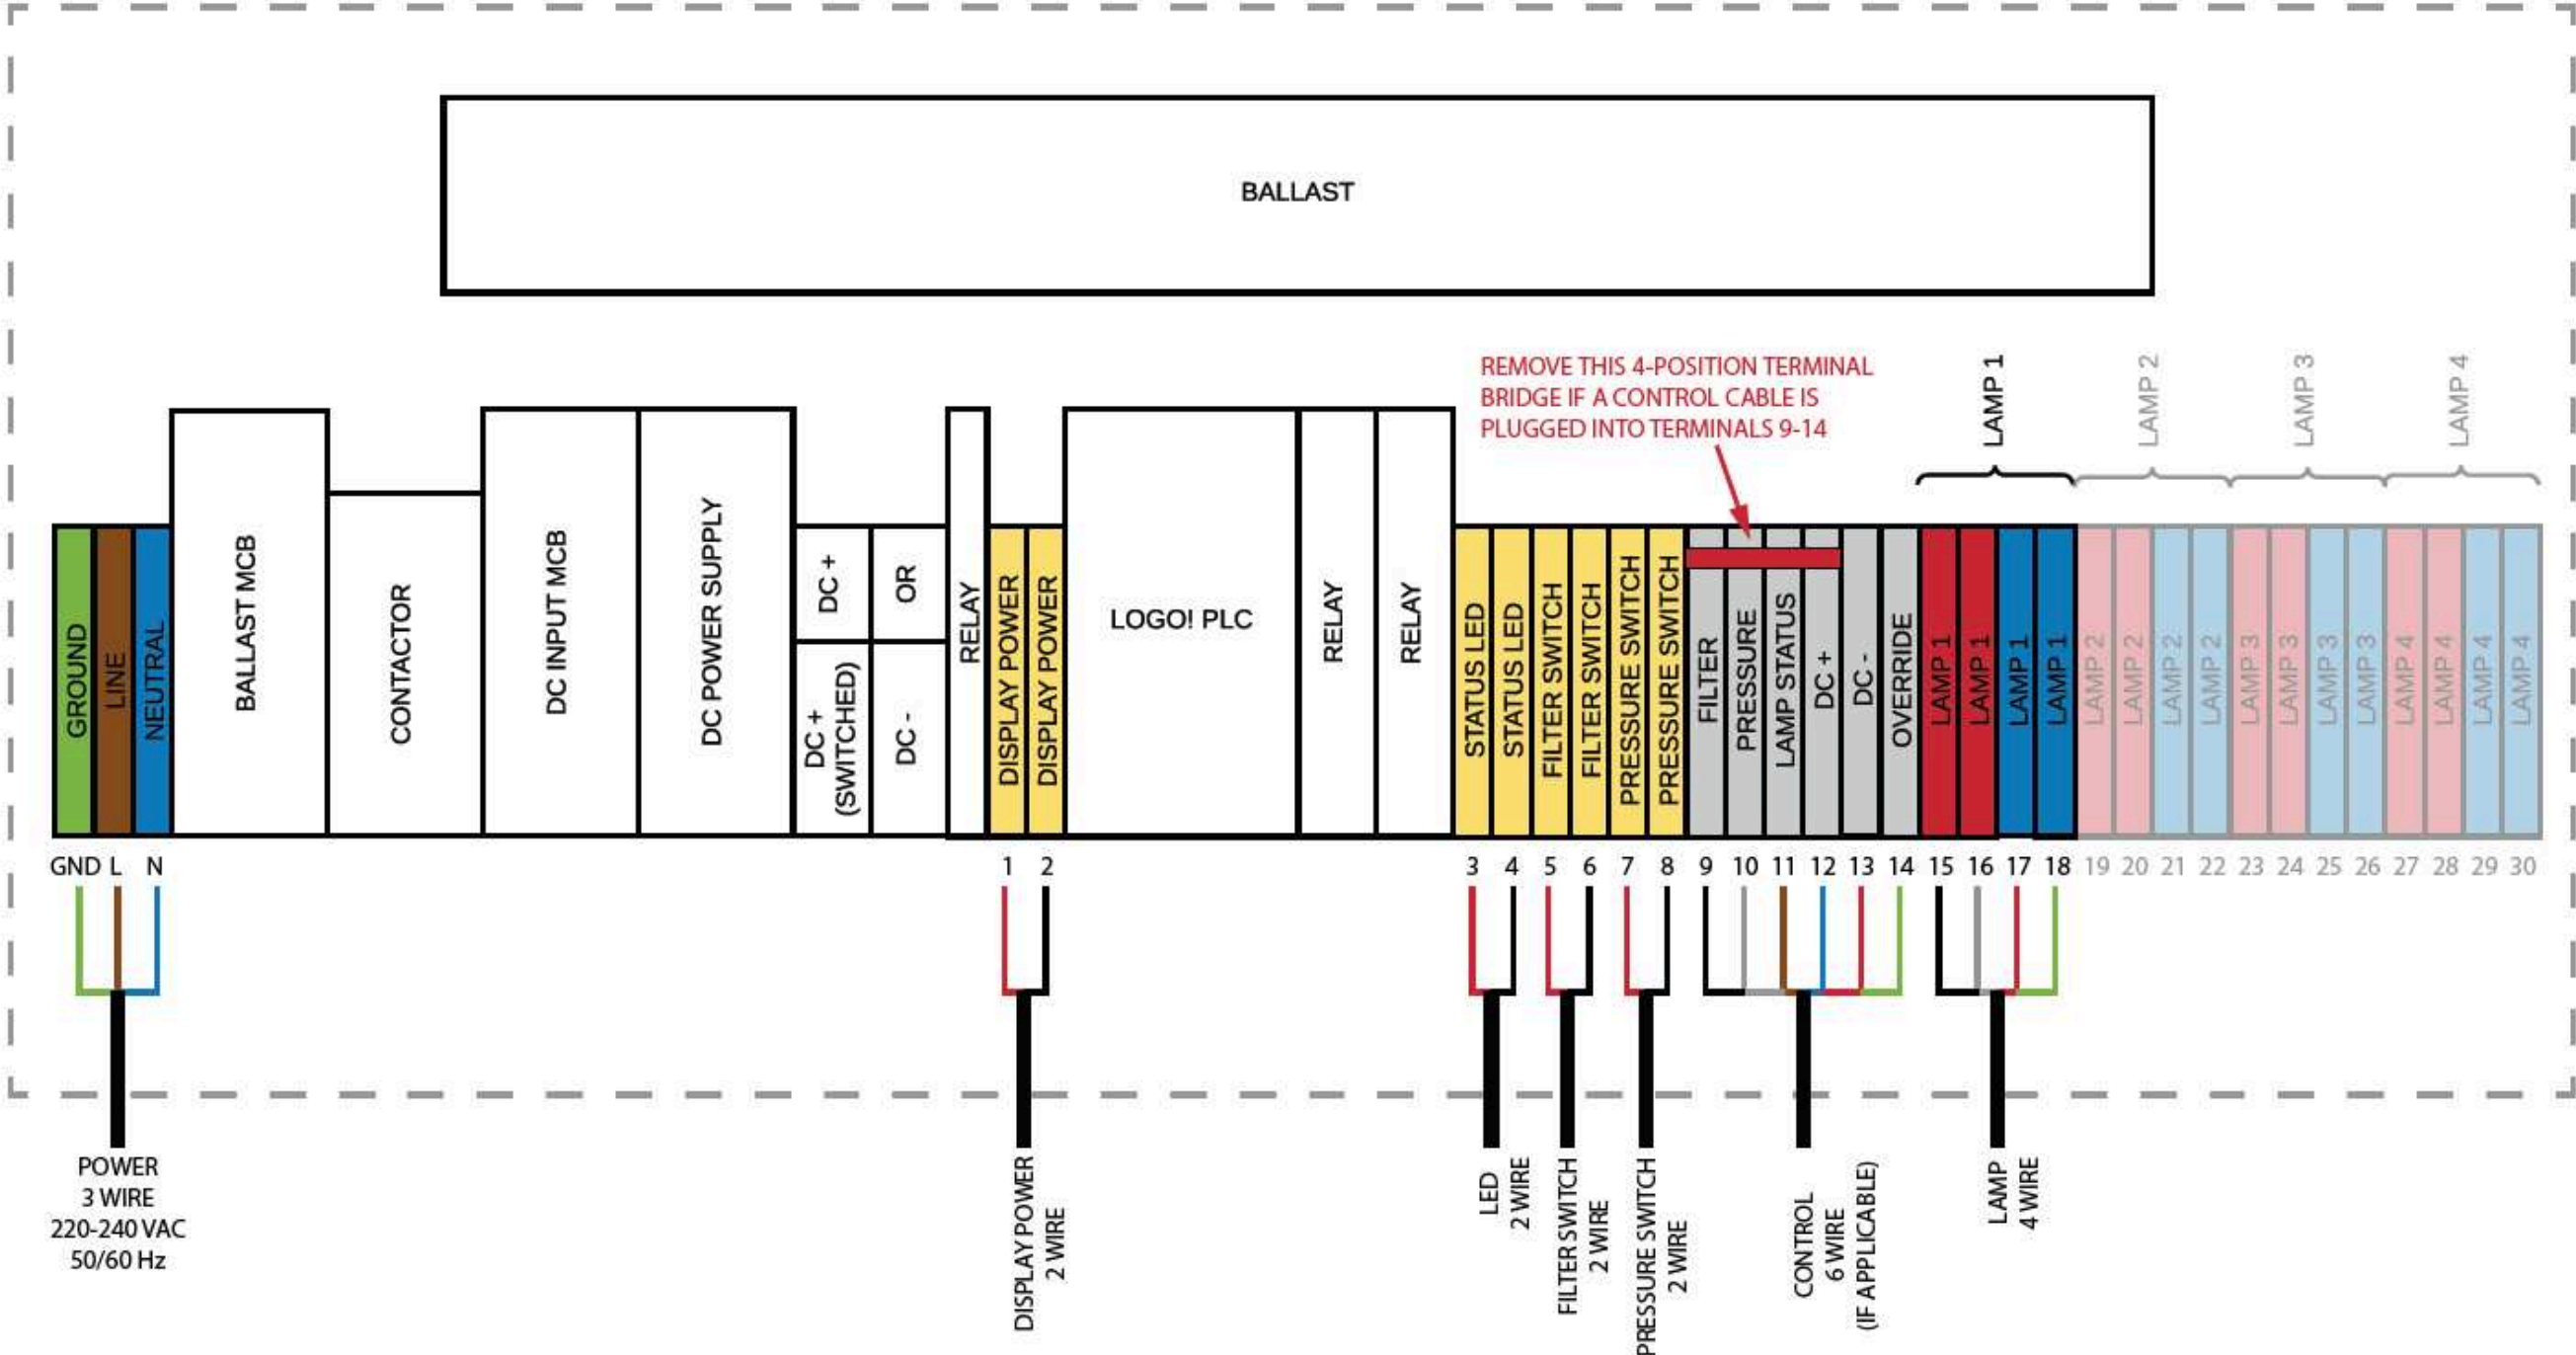 BALLAST
REMOVE THIS 4-POSITION TERMINAL
BRIDGE IF A CONTROL CABLE IS
PLUGGED INTO TERMINALS 9-14
LAMP 1
LAMP 2
LAMP 3
LAMP 4
GROUND
LINE
NEUTRAL
BALLAST MCB
CONTACTOR
DC INPUT MCB
DC POWER SUPPLY
DC +
OR
DC +
(SWITCHED)
DC -
RELAY
DISPLAY POWER
DISPLAY POWER
LOGO! PLC
RELAY
RELAY
STATUS LED
STATUS LED
FILTER SWITCH
FILTER SWITCH
PRESSURE SWITCH
PRESSURE SWITCH
FILTER
PRESSURE
LAMP STATUS
DC +
DC -
OVERRIDE
LAMP 1
LAMP 1
LAMP 1
LAMP 1
LAMP 2
LAMP 2
LAMP 2
LAMP 2
LAMP 3
LAMP 3
LAMP 3
LAMP 3
LAMP 4
LAMP 4
LAMP 4
LAMP 4
GND L N 1 2 3 4 5 6 7 8 9 10 11 12 13 14 15 16 17 18 19 20 21 22 23 24 25 26 27 28 29 30
POWER
3 WIRE
220-240 VAC
50/60 Hz
DISPLAY POWER
2 WIRE
LED
2 WIRE
FILTER SWITCH
2 WIRE
PRESSURE SWITCH
2 WIRE
CONTROL
6 WIRE
(IF APPLICABLE)
LAMP
4 WIRE